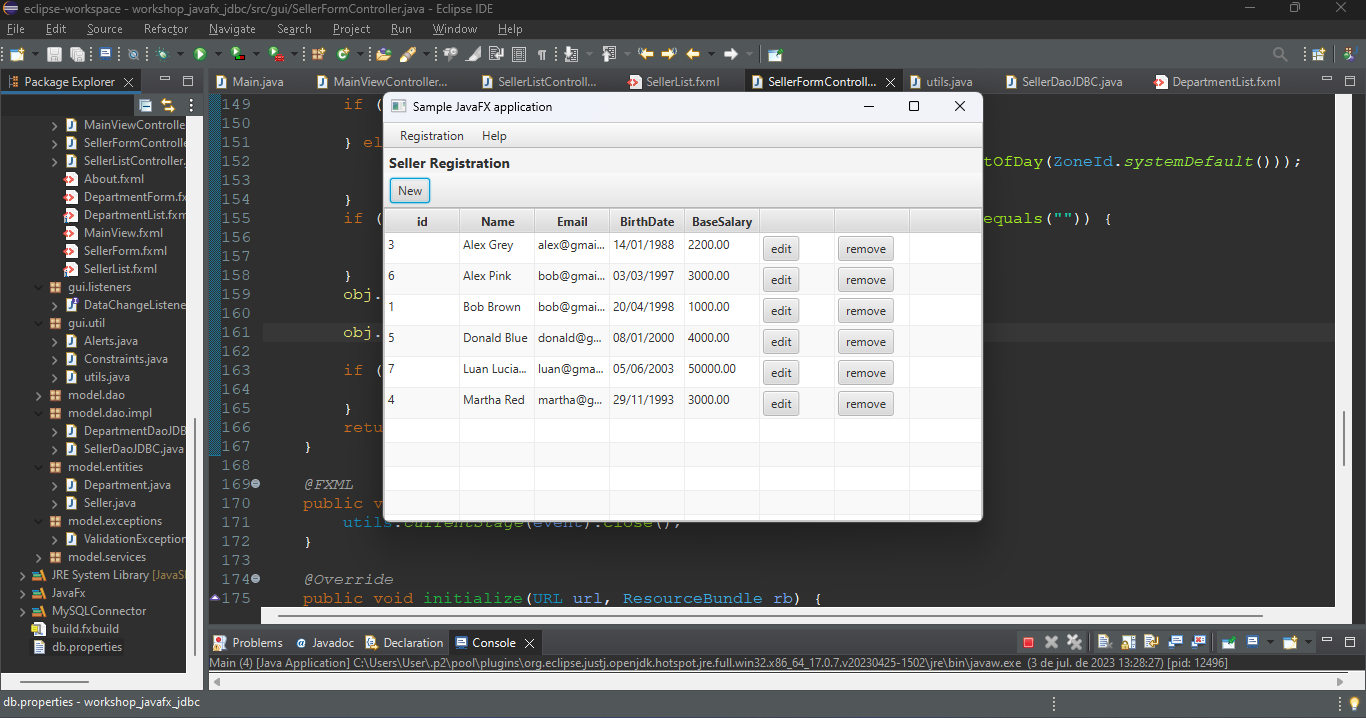 eclipse-workspace - workshop_javafx_jdbc/src/gui/SellerFormController.java - Eclipse IDE
File Edit Source Refactor Navigate Search Project Run Window Help
Package Explorer
Main.java MainViewController... SellerListControll... SellerList.fxml SellerFormControll... utils.java SellerDaoJDBC.java DepartmentList.fxml
MainViewControlle
SellerFormControlle
SellerListController.
About.fxml
DepartmentForm.fx
DepartmentList.fxm
MainView.fxml
SellerForm.fxml
SellerList.fxml
gui.listeners
DataChangeListene
gui.util
Alerts.java
Constraints.java
utils.java
model.dao
model.dao.impl
DepartmentDaoJDB
SellerDaoJDBC.java
model.entities
Department.java
Seller.java
model.exceptions
ValidationException
model.services
JRE System Library [JavaSE
JavaFx
MySQLConnector
build.fxbuild
db.properties
149 if (
150
151 } el
152 tOfDay(ZoneId.systemDefault()));
153
154 }
155 if ( equals("")) {
156
157
158 }
159 obj.
160
161 obj.
162
163 if (
164
165 }
166 retu
167 }
168
169 @FXML
170 public v
171 utils.currentStage(event).close();
172 }
173
174 @Override
175 public void initialize(URL url, ResourceBundle rb) {
Sample JavaFX application
Registration Help
Seller Registration
New
id Name Email BirthDate BaseSalary
3 Alex Grey alex@gmai... 14/01/1988 2200.00 edit remove
6 Alex Pink bob@gmai... 03/03/1997 3000.00 edit remove
1 Bob Brown bob@gmai... 20/04/1998 1000.00 edit remove
5 Donald Blue donald@g... 08/01/2000 4000.00 edit remove
7 Luan Lucia... luan@gma... 05/06/2003 50000.00 edit remove
4 Martha Red martha@g... 29/11/1993 3000.00 edit remove
Problems Javadoc Declaration Console
Main (4) [Java Application] C:\Users\User\.p2\pool\plugins\org.eclipse.justj.openjdk.hotspot.jre.full.win32.x86_64_17.0.7.v20230425-1502\jre\bin\javaw.exe (3 de jul. de 2023 13:28:27) [pid: 12496]
db.properties - workshop_javafx_jdbc